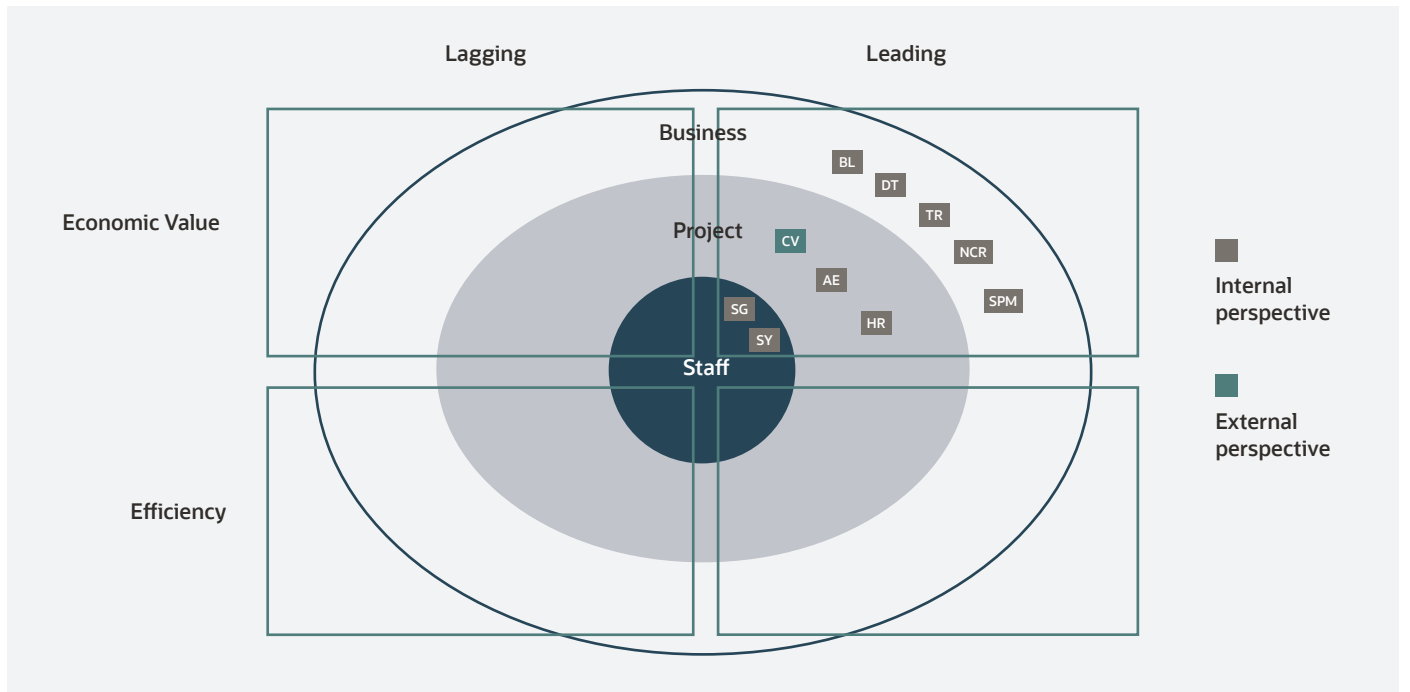 Lagging
Leading
Business
BL
DT
Economic Value
TR
Project
CV
NCR
AE
SPM
SG
HR
SY
Staff
Internal
perspective
External
perspective
Efficiency